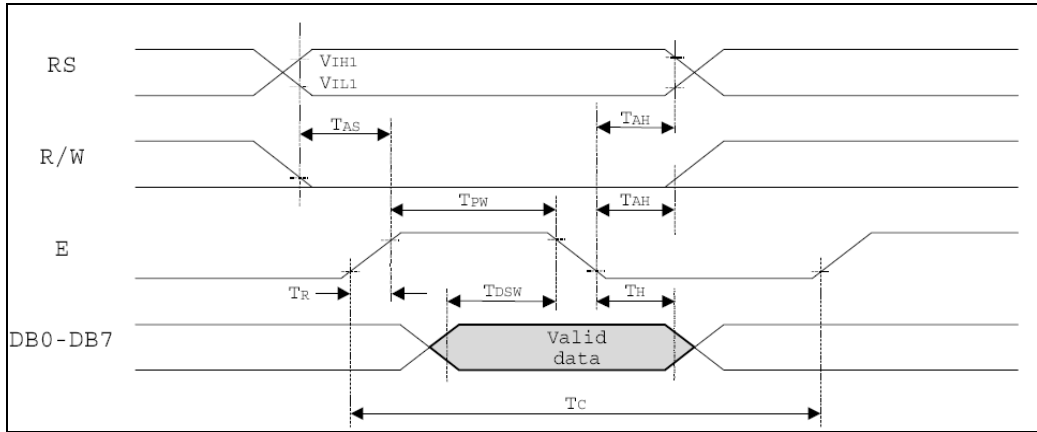 RS
VIH1
VIL1
TAS
TAH
R/W
TPW
TAH
E
TR
TDSW
TH
DB0-DB7
Valid
data
TC